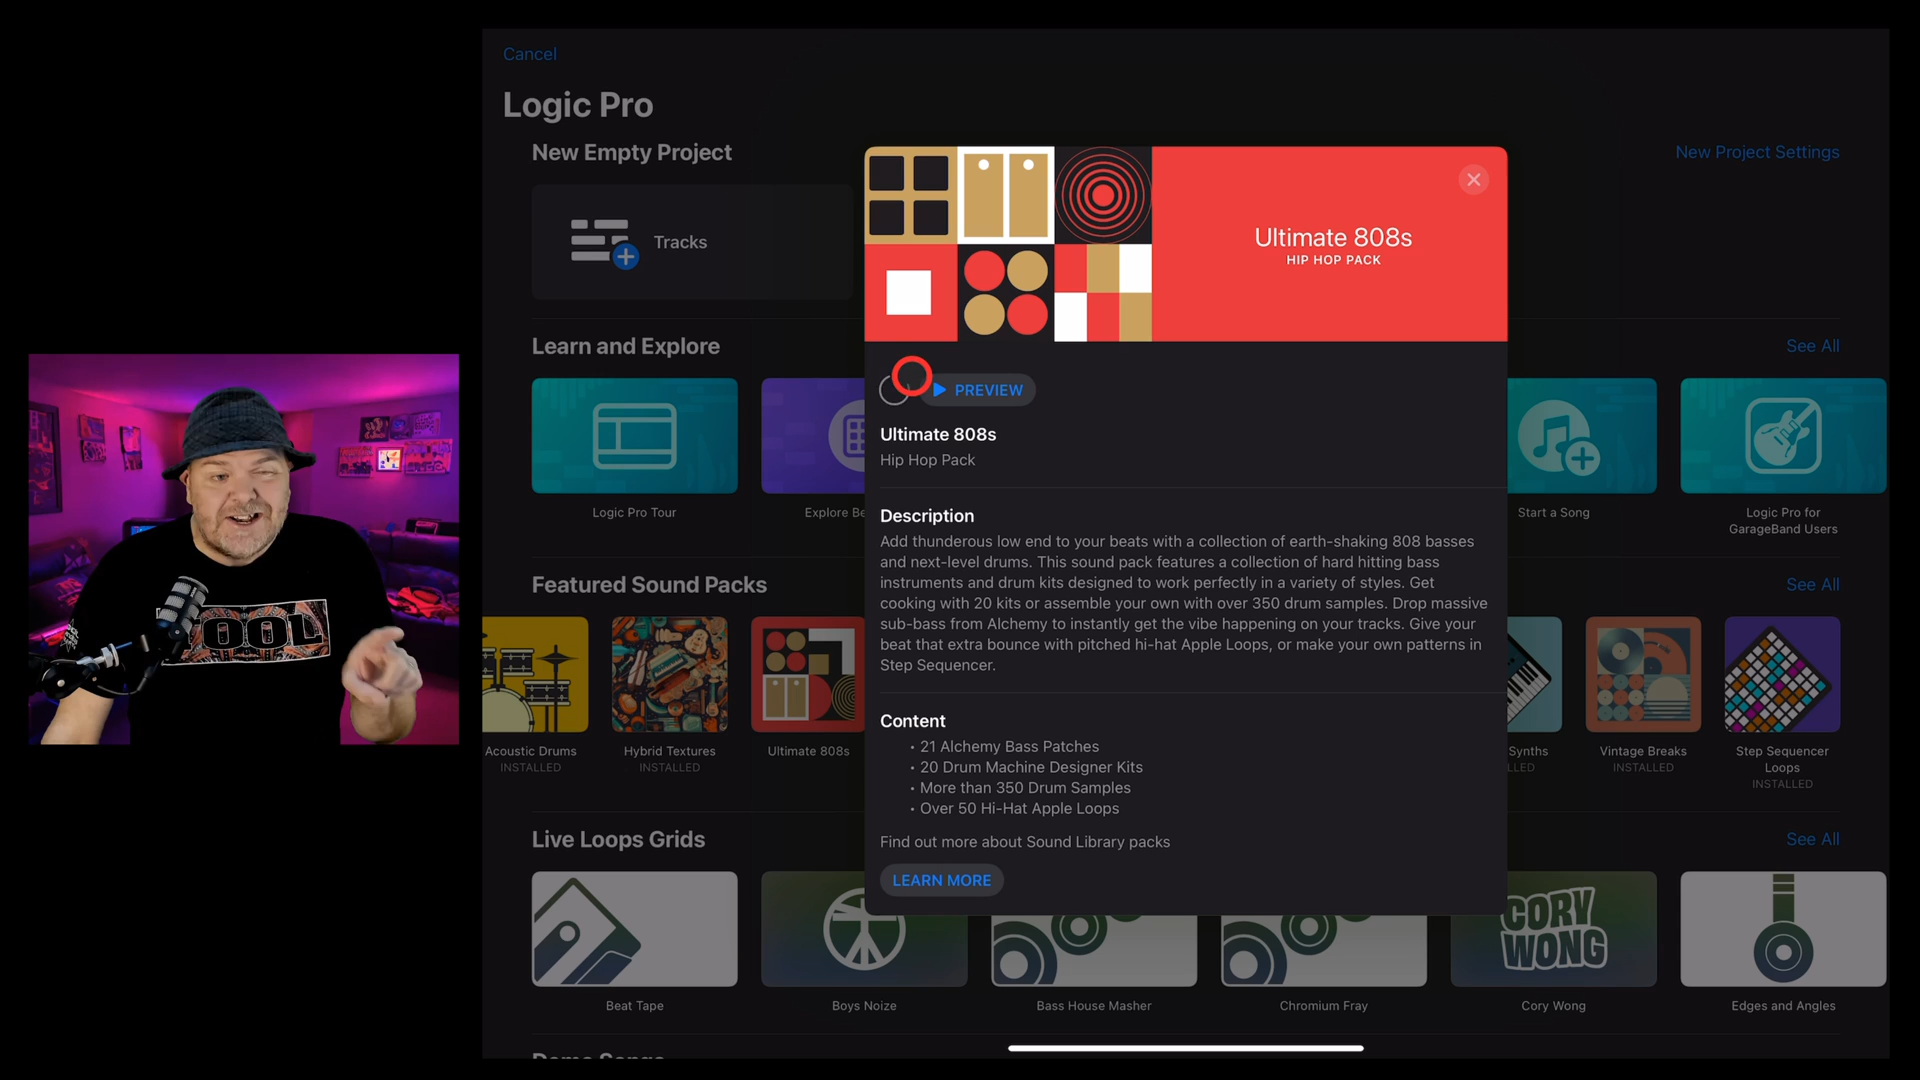 Cancel
Logic Pro
New Empty Project
New Project Settings
Tracks
Ultimate 808s
HIP HOP PACK
Learn and Explore
See All
PREVIEW
Ultimate 808s
Hip Hop Pack
Logic Pro Tour
Explore Be
Start a Song
Logic Pro for
GarageBand Users
Description
Add thunderous low end to your beats with a collection of earth-shaking 808 basses
and next-level drums. This sound pack features a collection of hard hitting bass
instruments and drum kits designed to work perfectly in a variety of styles. Get
cooking with 20 kits or assemble your own with over 350 drum samples. Drop massive
sub-bass from Alchemy to instantly get the vibe happening on your tracks. Give your
beat that extra bounce with pitched hi-hat Apple Loops, or make your own patterns in
Step Sequencer.
Featured Sound Packs
See All
TOOL
Acoustic Drums
INSTALLED
Hybrid Textures
INSTALLED
Ultimate 808s
Synths
LLED
Vintage Breaks
INSTALLED
Step Sequencer
Loops
INSTALLED
Content
• 21 Alchemy Bass Patches
• 20 Drum Machine Designer Kits
• More than 350 Drum Samples
• Over 50 Hi-Hat Apple Loops
Find out more about Sound Library packs
LEARN MORE
Live Loops Grids
See All
CORY
WONG
Beat Tape
Boys Noize
Bass House Masher
Chromium Fray
Cory Wong
Edges and Angles
Demo Songs